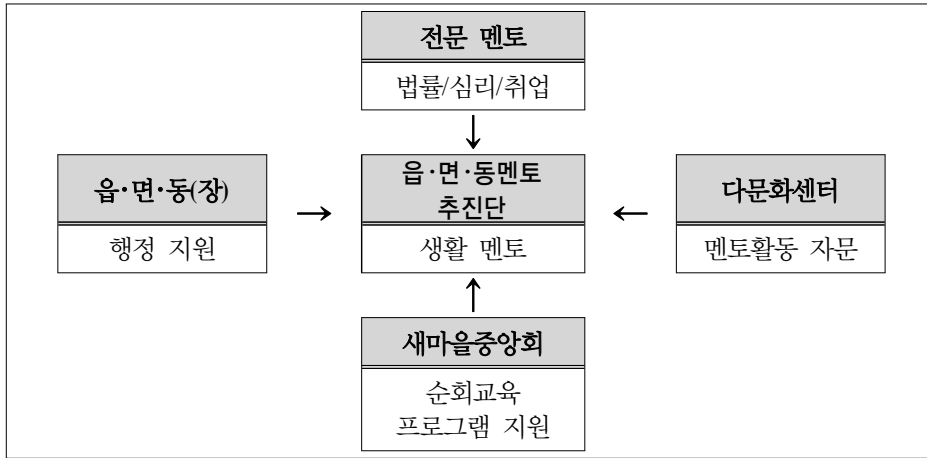 전문 멘토
법률/심리/취업
읍·면·동(장)
행정 지원
읍·면·동멘토
추진단
생활 멘토
다문화센터
멘토활동 자문
새마을중앙회
순회교육
프로그램 지원